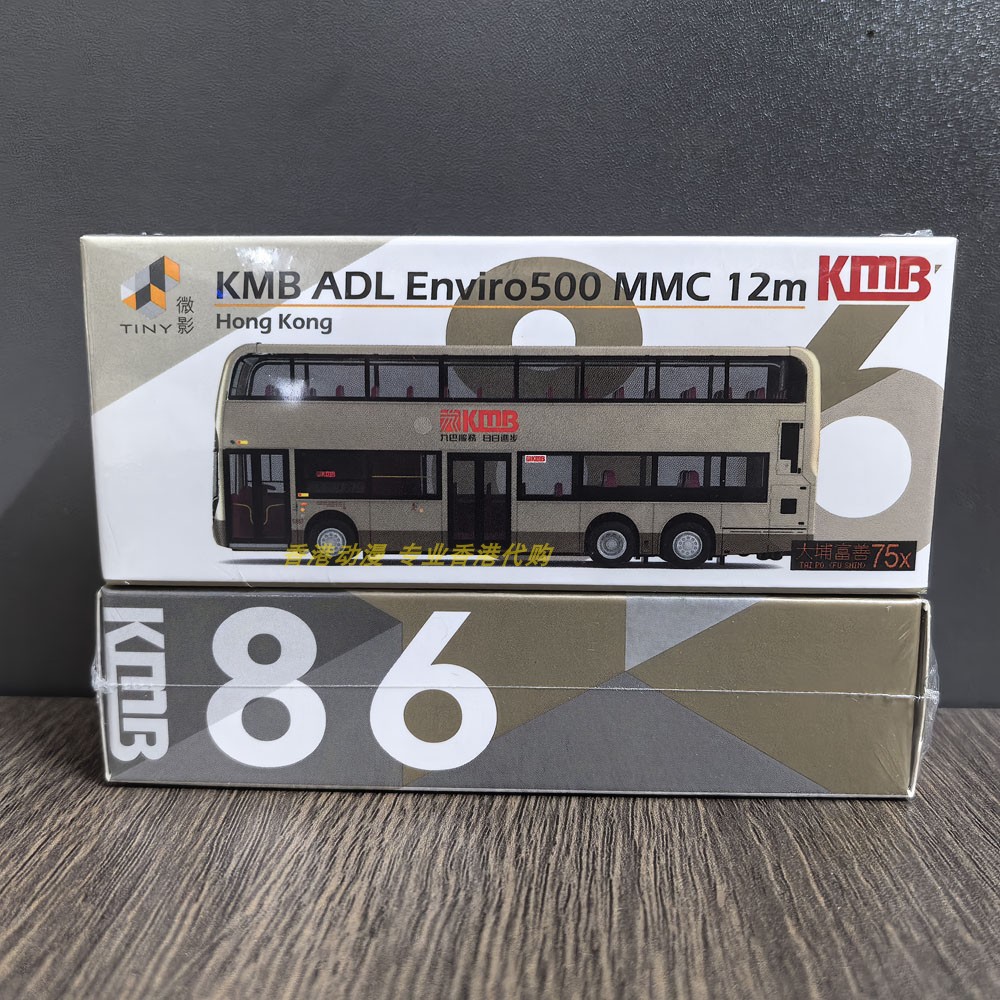 TINY 微影
KMB ADL Enviro500 MMC 12m
KMB
Hong Kong
KMB
九巴服務 日日進步
KMB
KMB
香港动漫 专业香港代购
大埔富善 75x
TAI PO (FU SHIN)
KMB 86